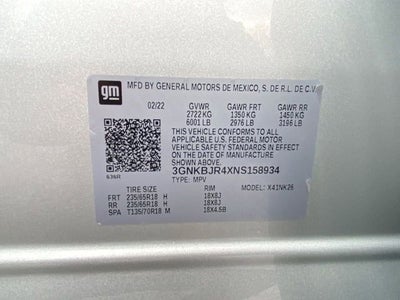 gm
MFD BY GENERAL MOTORS DE MEXICO, S. DE R.L. DE C.V.
02/22 GVWR GAWR FRT GAWR RR
2722 KG 1350 KG 1450 KG
6001 LB 2976 LB 3196 LB
THIS VEHICLE CONFORMS TO ALL APPLICABLE
U.S. FEDERAL MOTOR
VEHICLE SAFETY STANDARDS IN EFFECT
ON THE DATE OF MANUFACTURE SHOWN ABOVE.
3GNKBJR4XNS158934
TYPE: MPV MODEL: X41NK26
TIRE SIZE RIM
FRT 235/65R18 H 18X8J
RR 235/65R18 H 18X8J
SPA T135/70R18 M 18X4.5B